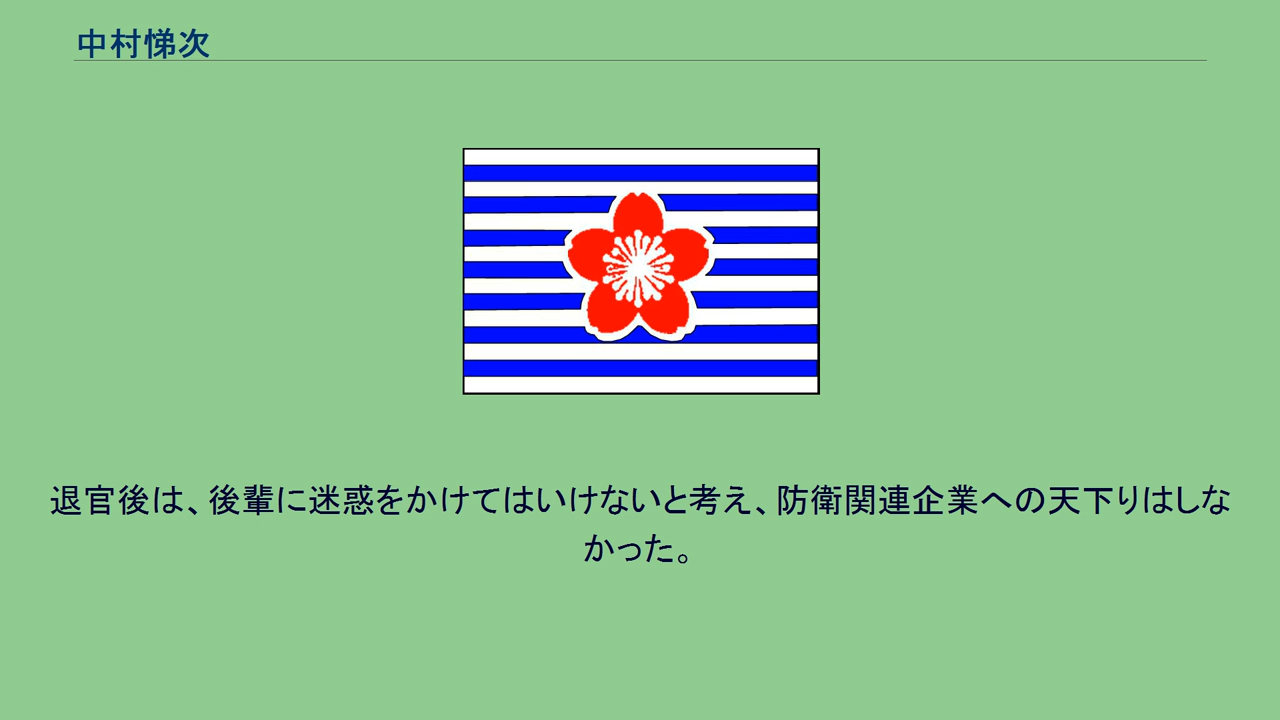 中村悌次
退官後は、後輩に迷惑をかけてはいけないと考え、防衛関連企業への天下りはしな
かった。